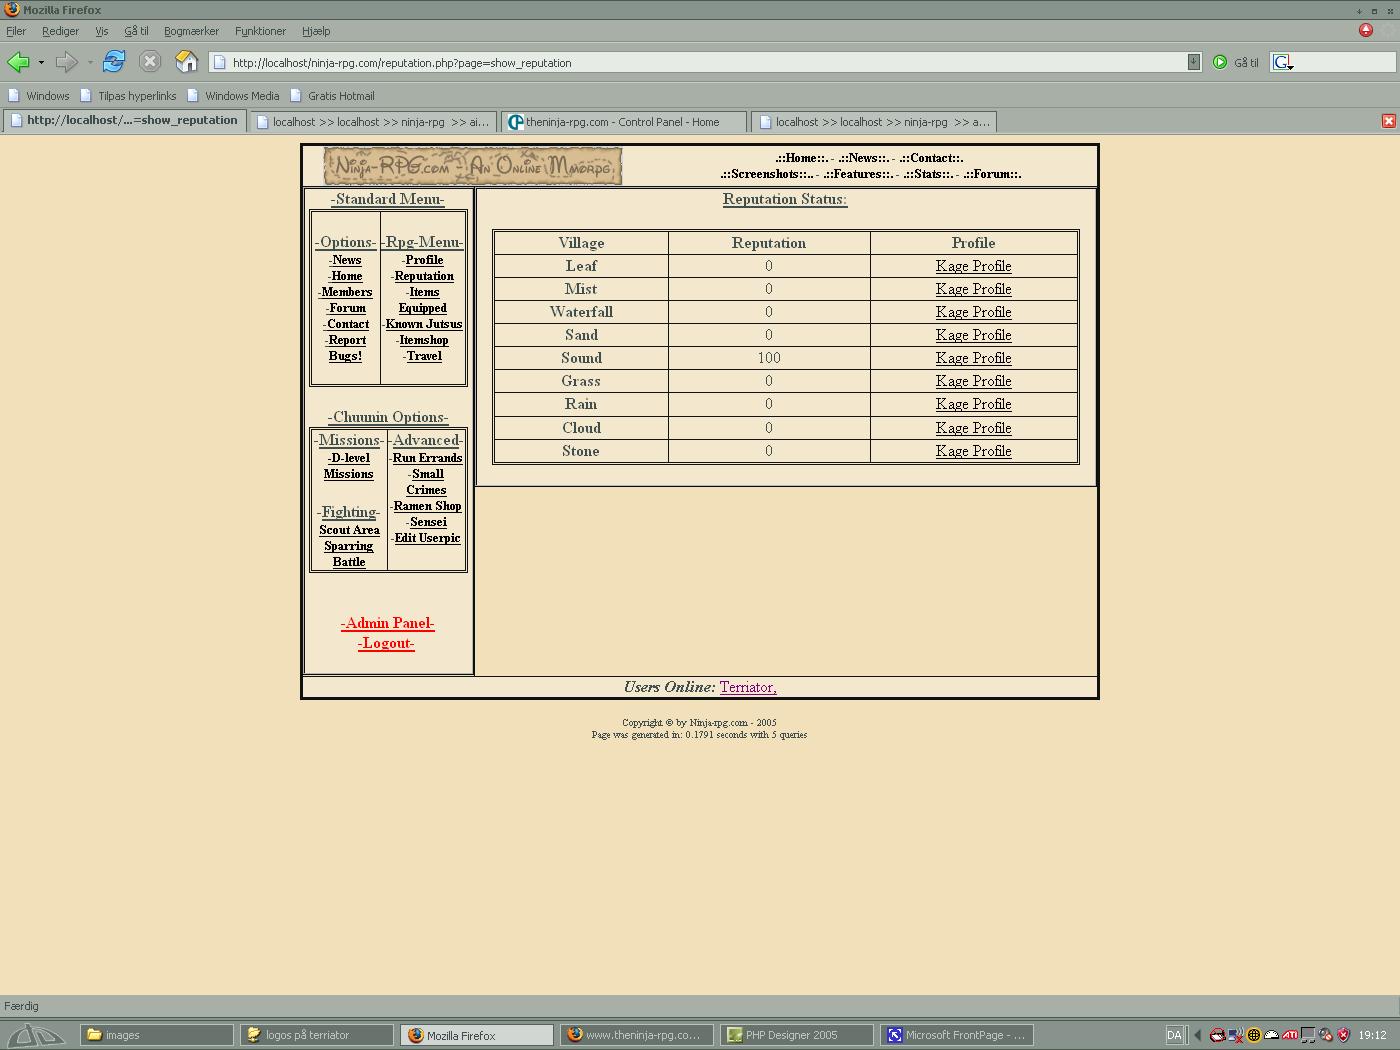 Mozilla Firefox
Filer Rediger Vis Gå til Bogmærker Funktioner Hjælp
http://localhost/ninja-rpg.com/reputation.php?page=show_reputation Gå til
Windows Tilpas hyperlinks Windows Media Gratis Hotmail
http://localhost/...=show_reputation localhost >> localhost >> ninja-rpg >> ai... theninja-rpg.com - Control Panel - Home localhost >> localhost >> ninja-rpg >> a...
Ninja-RPG.com - An Online Mmorpg
.::Home::. - .::News::. - .::Contact::.
.::Screenshots::.. - .::Features::. - .::Stats::. - .::Forum::.
-Standard Menu-
-Options-
-News
-Home
-Members
-Forum
-Contact
-Report
Bugs!
-Rpg-Menu-
-Profile
-Reputation
-Items
Equipped
-Known Jutsus
-Itemshop
-Travel
-Chuunin Options-
-Missions-
-D-level
Missions
-Fighting-
Scout Area
Sparring
Battle
-Advanced-
-Run Errands
-Small
Crimes
-Ramen Shop
-Sensei
-Edit Userpic
-Admin Panel-
-Logout-
Reputation Status:
Village Reputation Profile
Leaf 0 Kage Profile
Mist 0 Kage Profile
Waterfall 0 Kage Profile
Sand 0 Kage Profile
Sound 100 Kage Profile
Grass 0 Kage Profile
Rain 0 Kage Profile
Cloud 0 Kage Profile
Stone 0 Kage Profile
Users Online: Terriator,
Copyright © by Ninja-rpg.com - 2005
Page was generated in: 0.1791 seconds with 5 queries
Færdig
images logos på terriator Mozilla Firefox www.theninja-rpg.co... PHP Designer 2005 Microsoft FrontPage - ... DA ATI 19:12